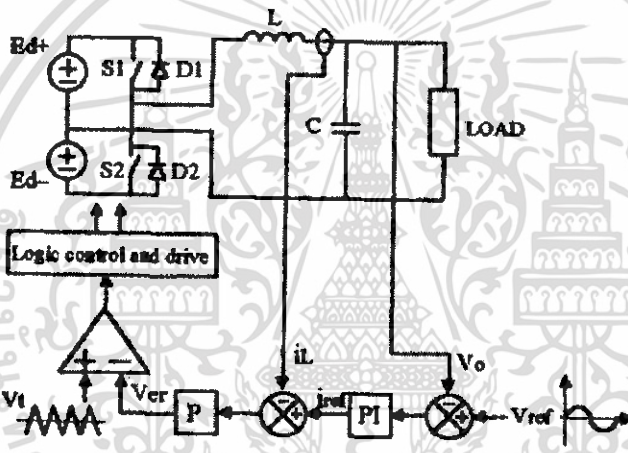 L
Ed+
S1
D1
C
LOAD
S2
D2
Ed-
Logic control and drive
iL
Vo
Vt
Ver
P
iref
PI
Vref